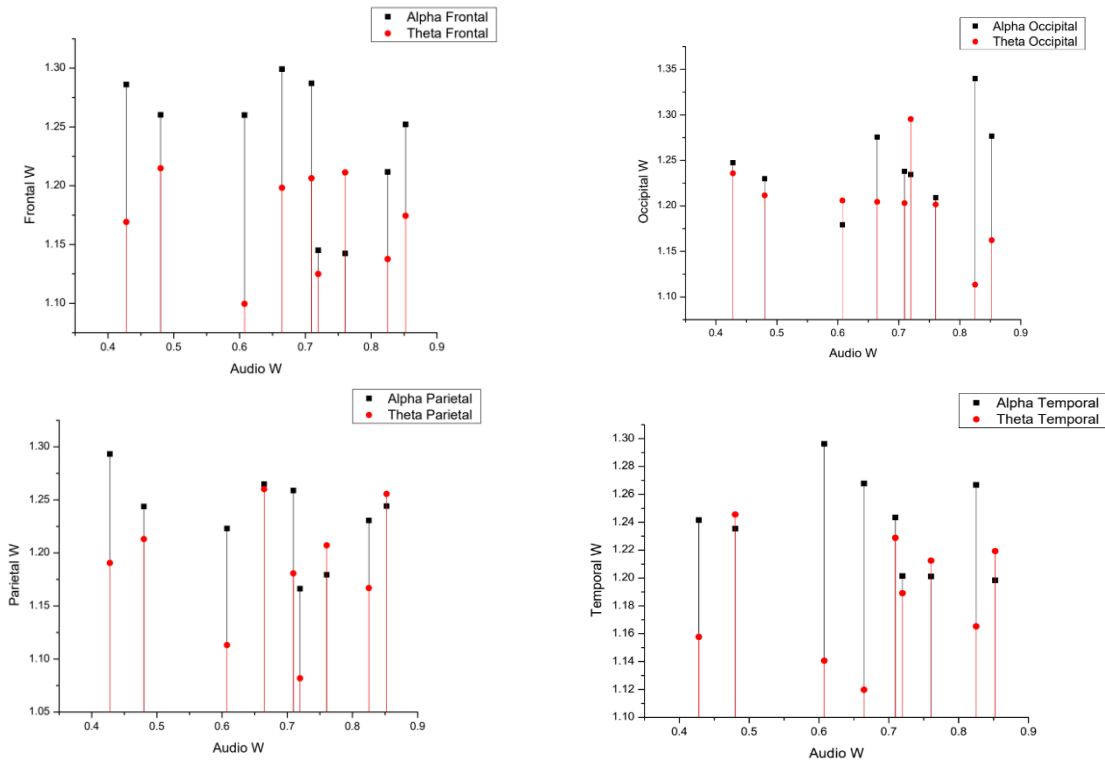 Alpha Frontal
Theta Frontal
1.30
1.25
1.20
1.15
1.10
Frontal W
0.4 0.5 0.6 0.7 0.8 0.9
Audio W
Alpha Occipital
Theta Occipital
1.35
1.30
1.25
1.20
1.15
1.10
Occipital W
0.4 0.5 0.6 0.7 0.8 0.9
Audio W
Alpha Parietal
Theta Parietal
1.30
1.25
1.20
1.15
1.10
1.05
Parietal W
0.4 0.5 0.6 0.7 0.8 0.9
Audio W
Alpha Temporal
Theta Temporal
1.30
1.28
1.26
1.24
1.22
1.20
1.18
1.16
1.14
1.12
1.10
Temporal W
0.4 0.5 0.6 0.7 0.8 0.9
Audio W